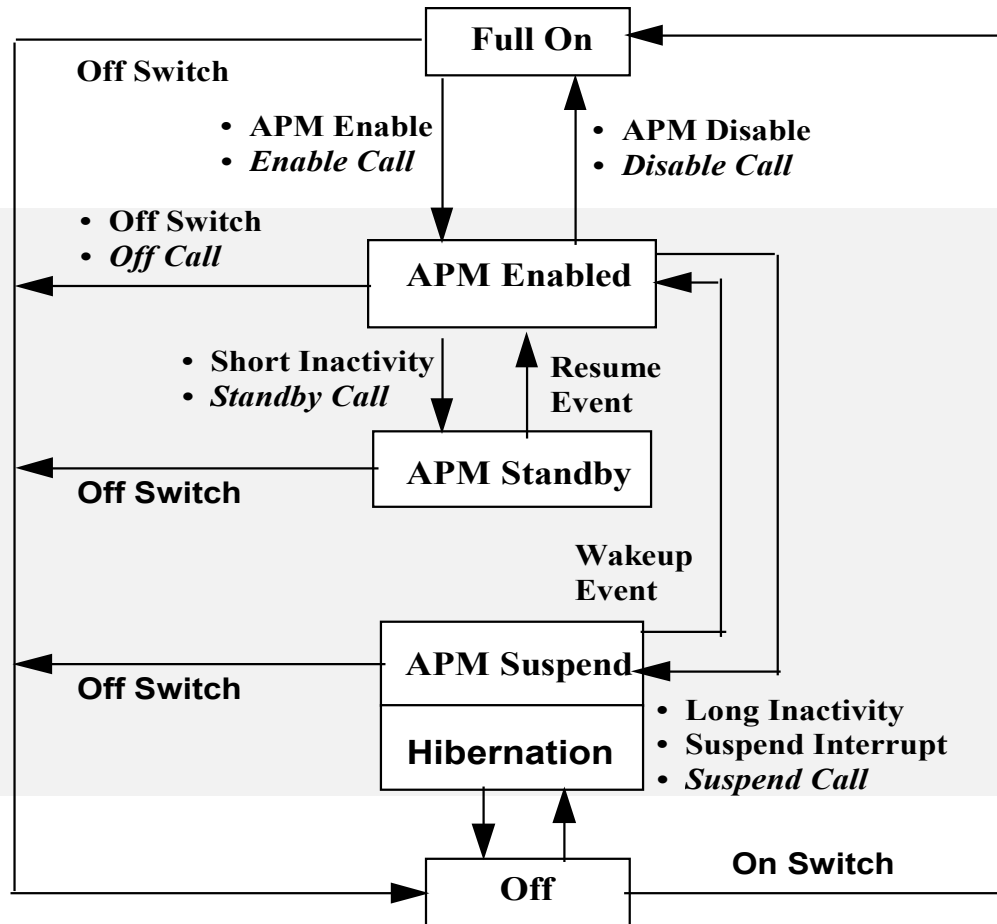 Full On
Off Switch
• APM Enable
• Enable Call
• APM Disable
• Disable Call
• Off Switch
• Off Call
APM Enabled
• Short Inactivity
• Standby Call
Resume
Event
APM Standby
Off Switch
Wakeup
Event
APM Suspend
Off Switch
Hibernation
• Long Inactivity
• Suspend Interrupt
• Suspend Call
On Switch
Off